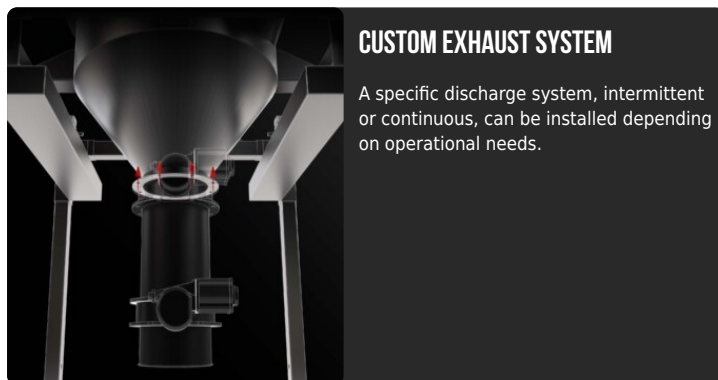 CUSTOM EXHAUST SYSTEM
A specific discharge system, intermittent
or continuous, can be installed depending
on operational needs.